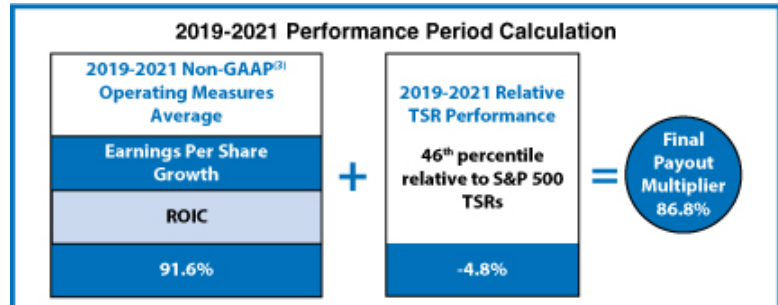 2019-2021 Performance Period Calculation
2019-2021 Non-GAAP(3)
Operating Measures
Average
Earnings Per Share
Growth
ROIC
91.6%
+
2019-2021 Relative
TSR Performance
46th percentile
relative to S&P 500
TSRs
-4.8%
=
Final
Payout
Multiplier
86.8%